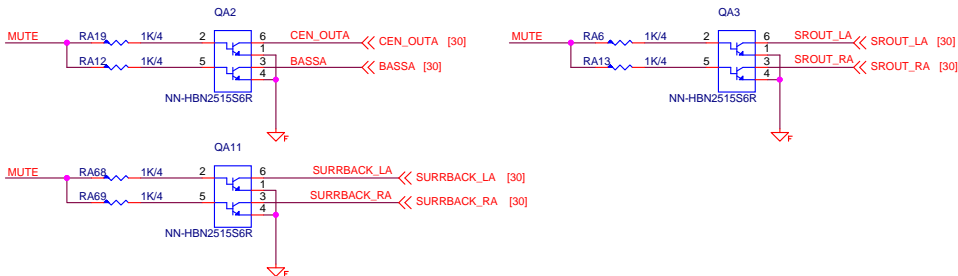 QA2
MUTE RA19 1K/4 2 6 CEN_OUTA CEN_OUTA [30]
1
RA12 1K/4 5 3 BASSA BASSA [30]
4
NN-HBN2515S6R
F
QA3
MUTE RA6 1K/4 2 6 SROUT_LA SROUT_LA [30]
1
RA13 1K/4 5 3 SROUT_RA SROUT_RA [30]
4
NN-HBN2515S6R
F
QA11
MUTE RA68 1K/4 2 6 SURRBACK_LA SURRBACK_LA [30]
1
RA69 1K/4 5 3 SURRBACK_RA SURRBACK_RA [30]
4
NN-HBN2515S6R
F